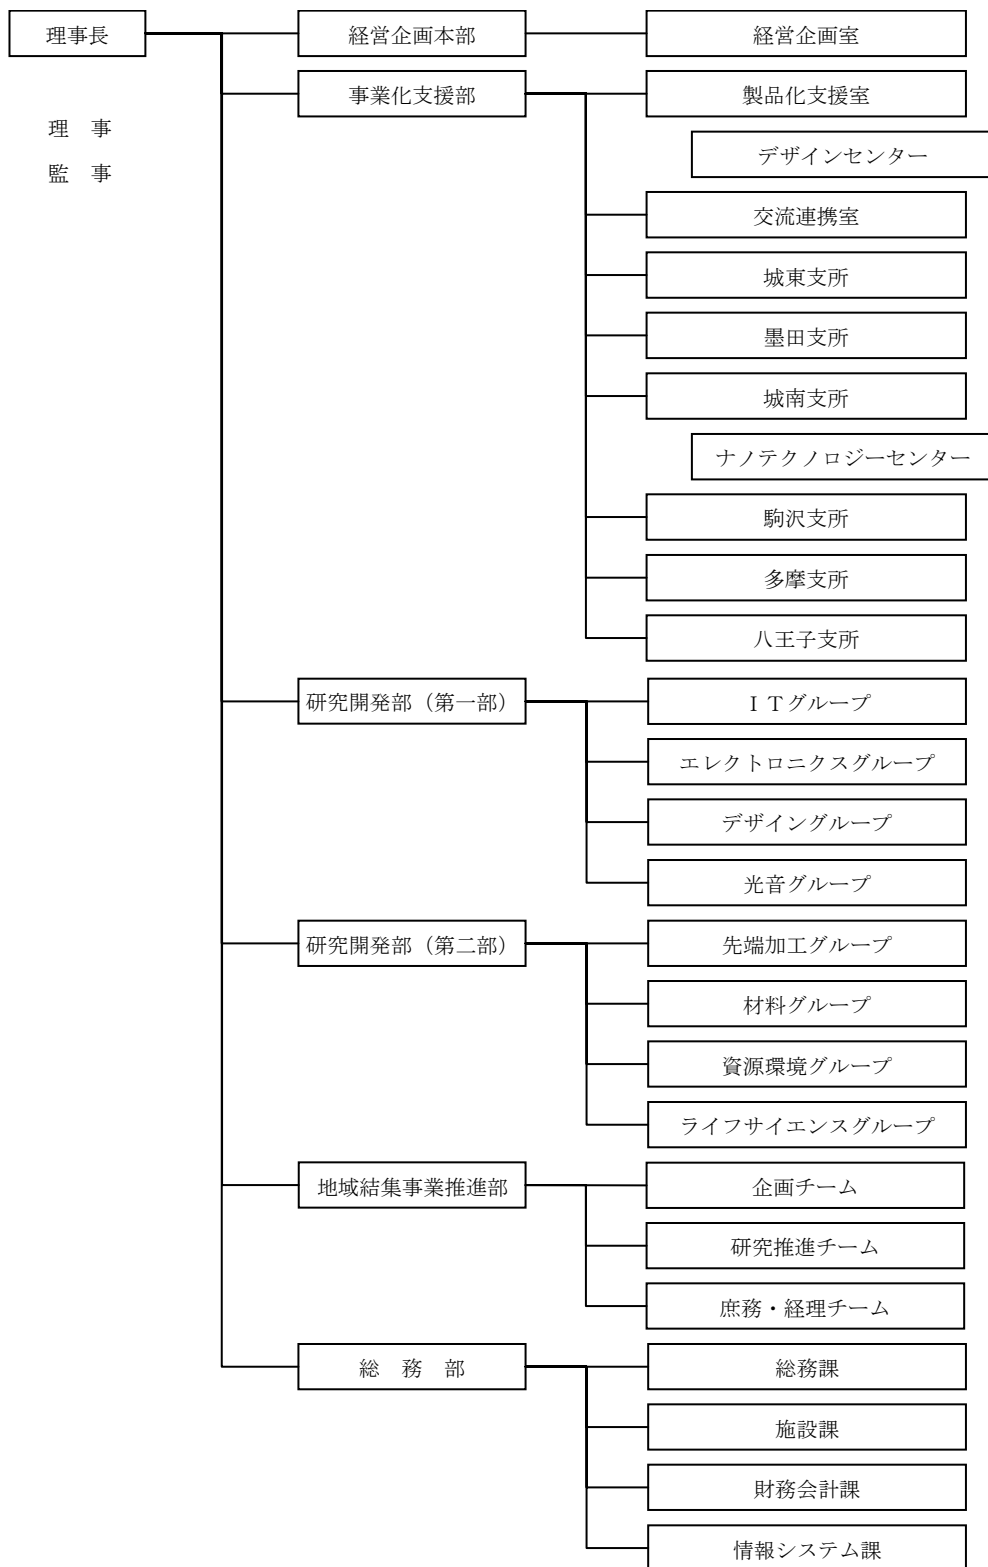 理事長
経営企画本部
経営企画室
事業化支援部
製品化支援室
理　事
監　事
デザインセンター
交流連携室
城東支所
墨田支所
城南支所
ナノテクノロジーセンター
駒沢支所
多摩支所
八王子支所
研究開発部（第一部）
ＩＴグループ
エレクトロニクスグループ
デザイングループ
光音グループ
研究開発部（第二部）
先端加工グループ
材料グループ
資源環境グループ
ライフサイエンスグループ
地域結集事業推進部
企画チーム
研究推進チーム
庶務・経理チーム
総　務　部
総務課
施設課
財務会計課
情報システム課